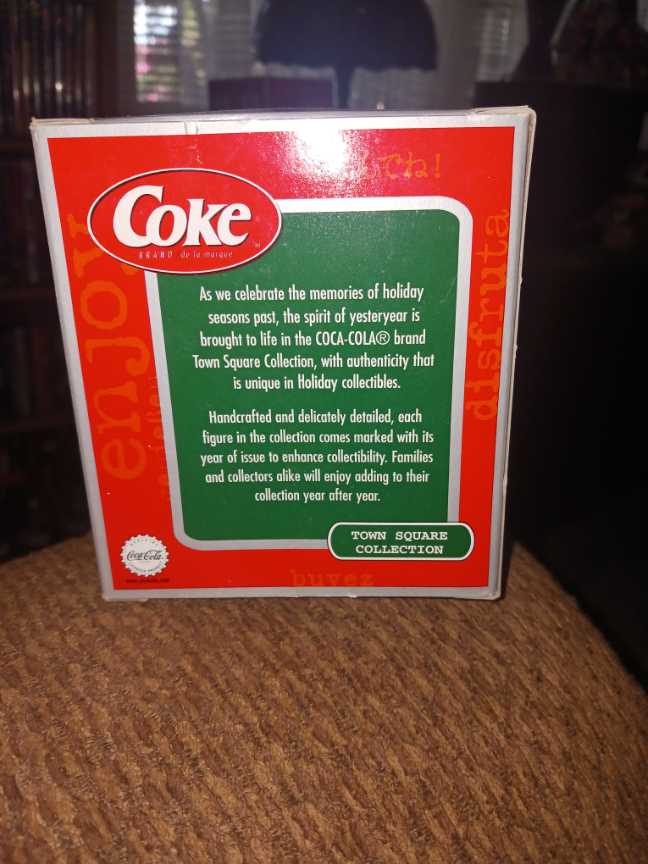 んでね!
Coke
BRAND de la marque
enjoy
disfruta
As we celebrate the memories of holiday
seasons past, the spirit of yesteryear is
brought to life in the COCA-COLA® brand
Town Square Collection, with authenticity that
is unique in Holiday collectibles.
Handcrafted and delicately detailed, each
figure in the collection comes marked with its
year of issue to enhance collectibility. Families
and collectors alike will enjoy adding to their
collection year after year.
TOWN SQUARE
COLLECTION
Coca-Cola
buvez